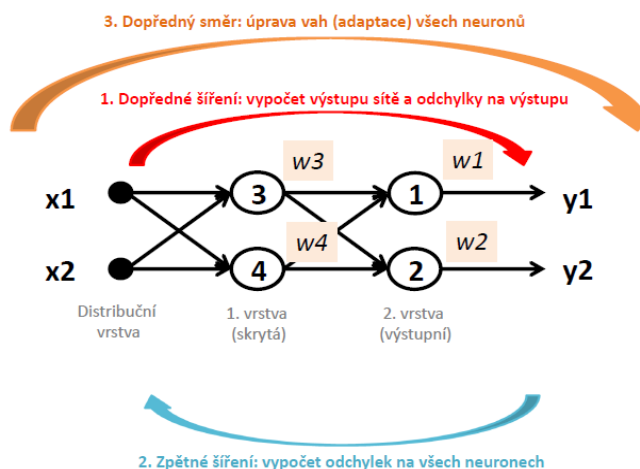 3. Dopředný směr: úprava vah (adaptace) všech neuronů
1. Dopředné šíření: vypočet výstupu sítě a odchylky na výstupu
w3
w1
x1
3
1
y1
w4
w2
x2
4
2
y2
Distribuční
vrstva
1. vrstva
(skrytá)
2. vrstva
(výstupní)
2. Zpětné šíření: vypočet odchylek na všech neuronech